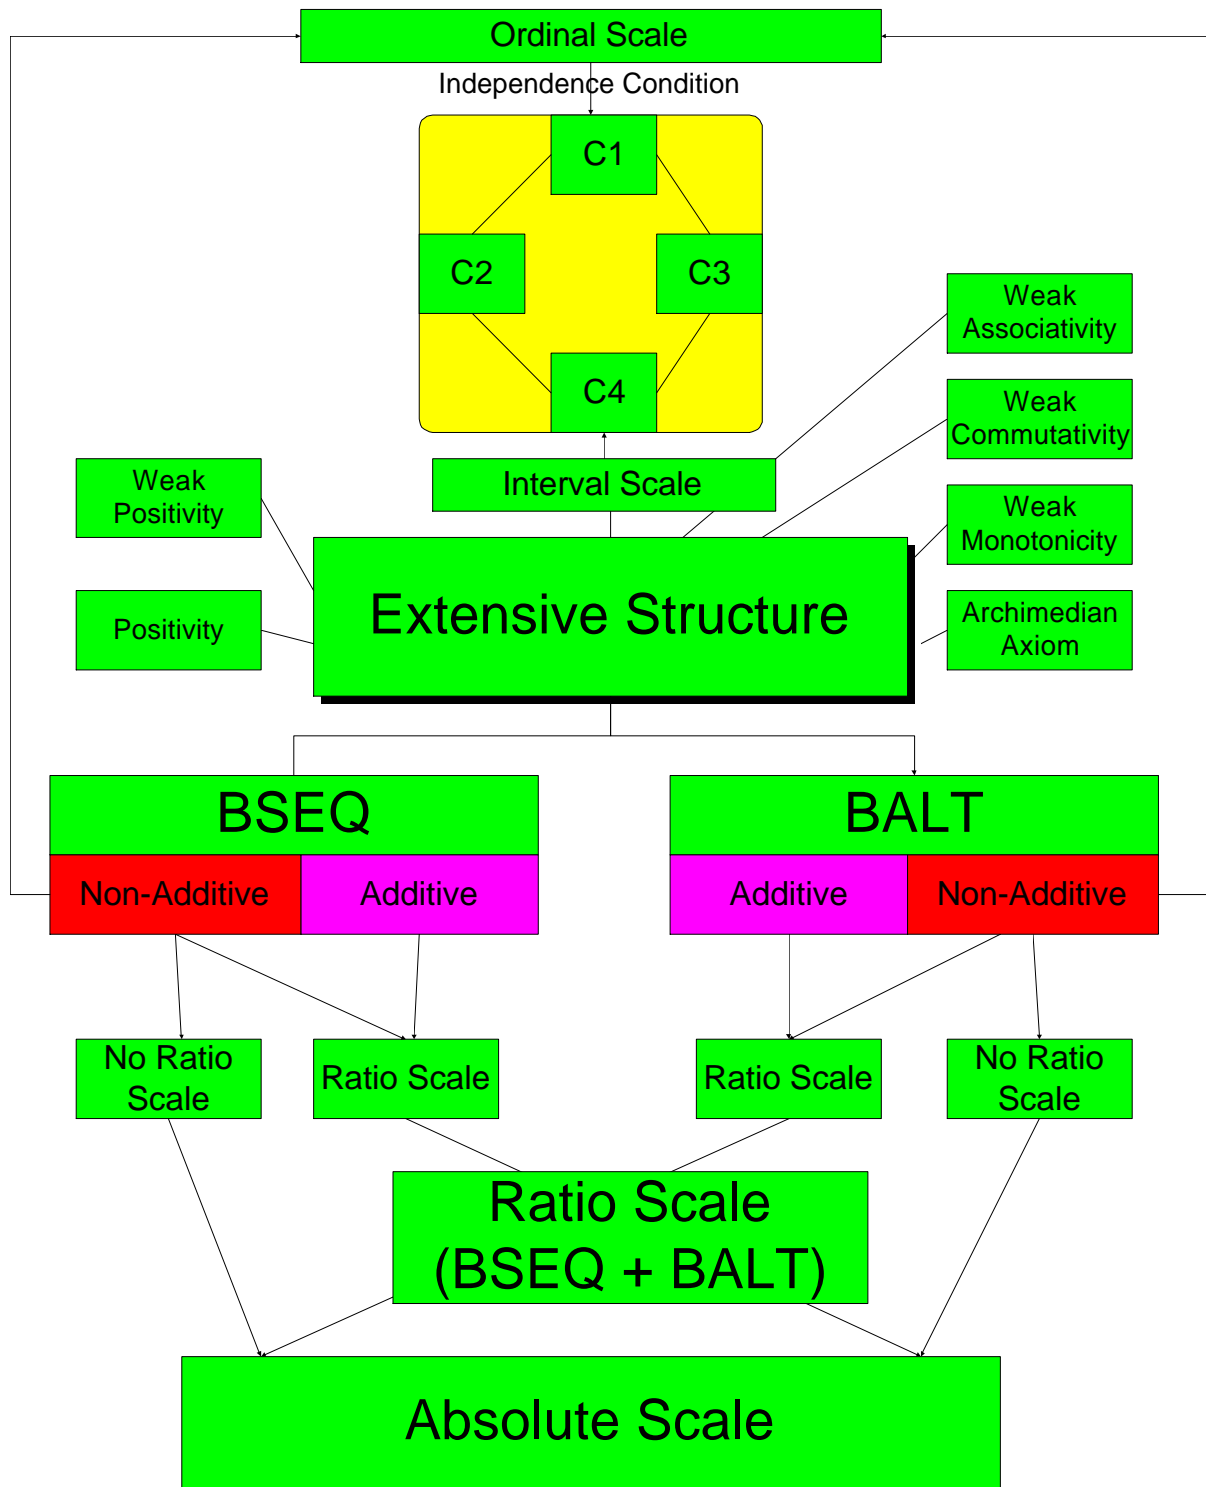 Ordinal Scale
Independence Condition
C1
C2
C3
C4
Weak
Associativity
Weak
Commutativity
Weak
Positivity
Interval Scale
Weak
Monotonicity
Extensive Structure
Positivity
Archimedian
Axiom
BSEQ
BALT
Non-Additive
Additive
Additive
Non-Additive
No Ratio
Scale
Ratio Scale
Ratio Scale
No Ratio
Scale
Ratio Scale
(BSEQ + BALT)
Absolute Scale